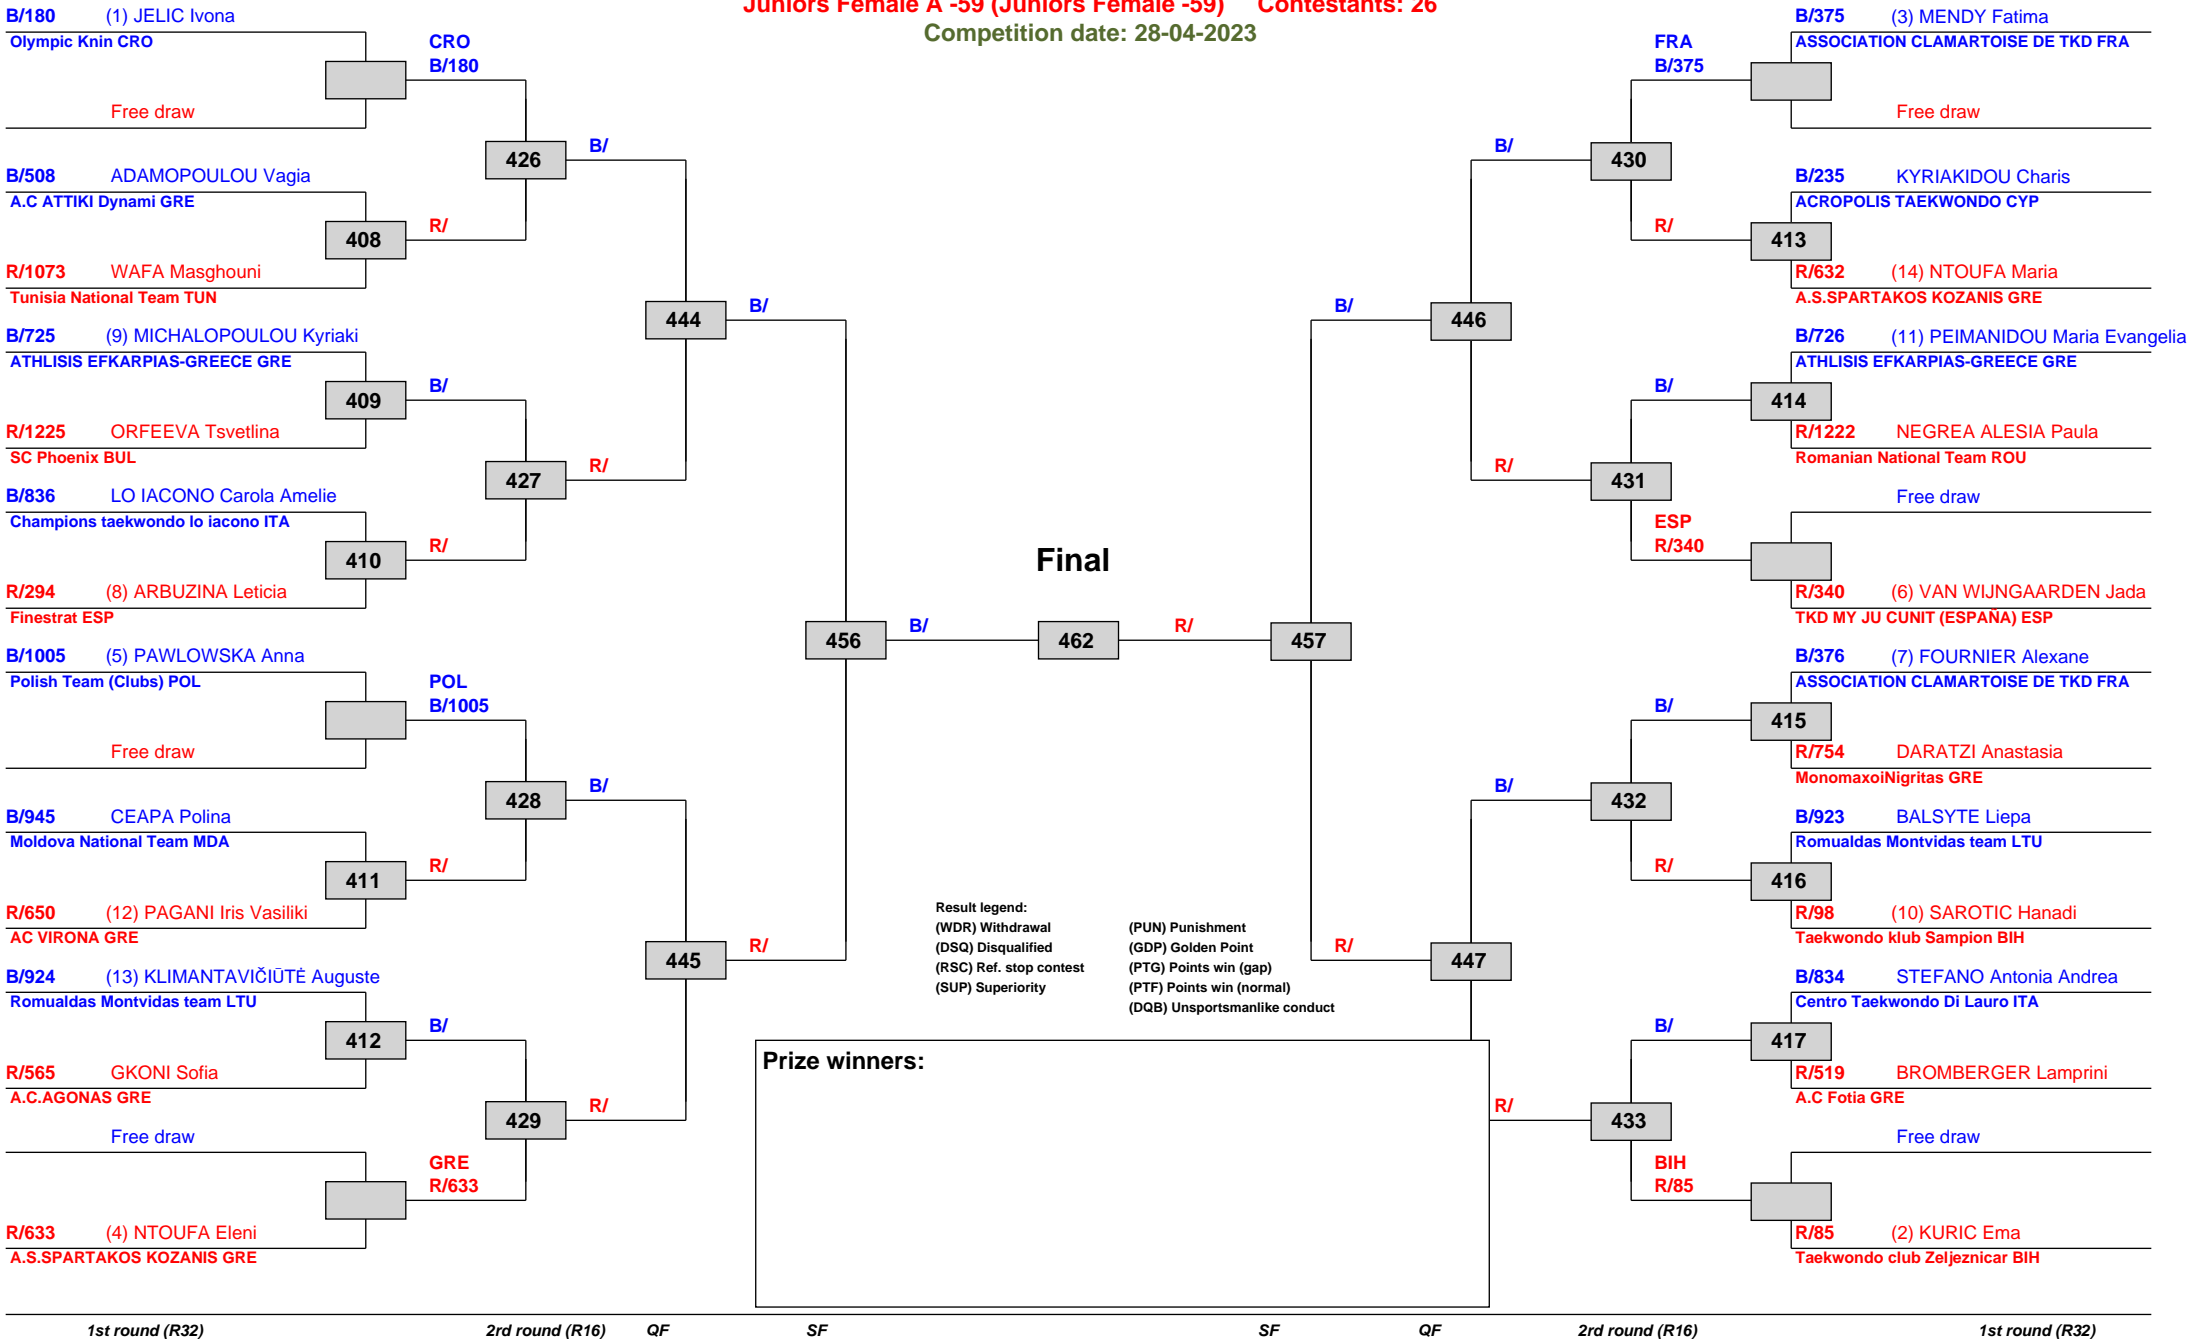 Juniors Female A -59 (Juniors Female -59) Contestants: 26
Competition date: 28-04-2023
B/180 (1) JELIC Ivona
Olympic Knin CRO
CRO
B/180
Free draw
426
B/
B/508 ADAMOPOULOU Vagia
A.C ATTIKI Dynami GRE
408
R/
R/1073 WAFA Masghouni
Tunisia National Team TUN
444
B/
B/725 (9) MICHALOPOULOU Kyriaki
ATHLISIS EFKARPIAS-GREECE GRE
409
B/
R/1225 ORFEEVA Tsvetlina
SC Phoenix BUL
427
R/
B/836 LO IACONO Carola Amelie
Champions taekwondo lo iacono ITA
410
R/
R/294 (8) ARBUZINA Leticia
Finestrat ESP
456
B/
B/1005 (5) PAWLOWSKA Anna
Polish Team (Clubs) POL
POL
B/1005
Free draw
428
B/
B/945 CEAPA Polina
Moldova National Team MDA
411
R/
R/650 (12) PAGANI Iris Vasiliki
AC VIRONA GRE
445
R/
B/924 (13) KLIMANTAVIČIŪTĖ Auguste
Romualdas Montvidas team LTU
412
B/
R/565 GKONI Sofia
A.C.AGONAS GRE
429
R/
Free draw
GRE
R/633
R/633 (4) NTOUFA Eleni
A.S.SPARTAKOS KOZANIS GRE
Final
462
R/
457
B/375 (3) MENDY Fatima
ASSOCIATION CLAMARTOISE DE TKD FRA
FRA
B/375
Free draw
B/
430
B/235 KYRIAKIDOU Charis
ACROPOLIS TAEKWONDO CYP
R/
413
R/632 (14) NTOUFA Maria
A.S.SPARTAKOS KOZANIS GRE
B/
446
B/726 (11) PEIMANIDOU Maria Evangelia
ATHLISIS EFKARPIAS-GREECE GRE
B/
414
R/1222 NEGREA ALESIA Paula
Romanian National Team ROU
R/
431
Free draw
ESP
R/340
R/340 (6) VAN WIJNGAARDEN Jada
TKD MY JU CUNIT (ESPAÑA) ESP
B/376 (7) FOURNIER Alexane
ASSOCIATION CLAMARTOISE DE TKD FRA
B/
415
R/754 DARATZI Anastasia
MonomaxoiNigritas GRE
B/
432
B/923 BALSYTE Liepa
Romualdas Montvidas team LTU
R/
416
R/98 (10) SAROTIC Hanadi
Taekwondo klub Sampion BIH
R/
447
B/834 STEFANO Antonia Andrea
Centro Taekwondo Di Lauro ITA
B/
417
R/519 BROMBERGER Lamprini
A.C Fotia GRE
R/
433
Free draw
BIH
R/85
R/85 (2) KURIC Ema
Taekwondo club Zeljeznicar BIH
Result legend:
(WDR) Withdrawal (PUN) Punishment
(DSQ) Disqualified (GDP) Golden Point
(RSC) Ref. stop contest (PTG) Points win (gap)
(SUP) Superiority (PTF) Points win (normal)
(DQB) Unsportsmanlike conduct
Prize winners:
1st round (R32) 2rd round (R16) QF SF SF QF 2rd round (R16) 1st round (R32)